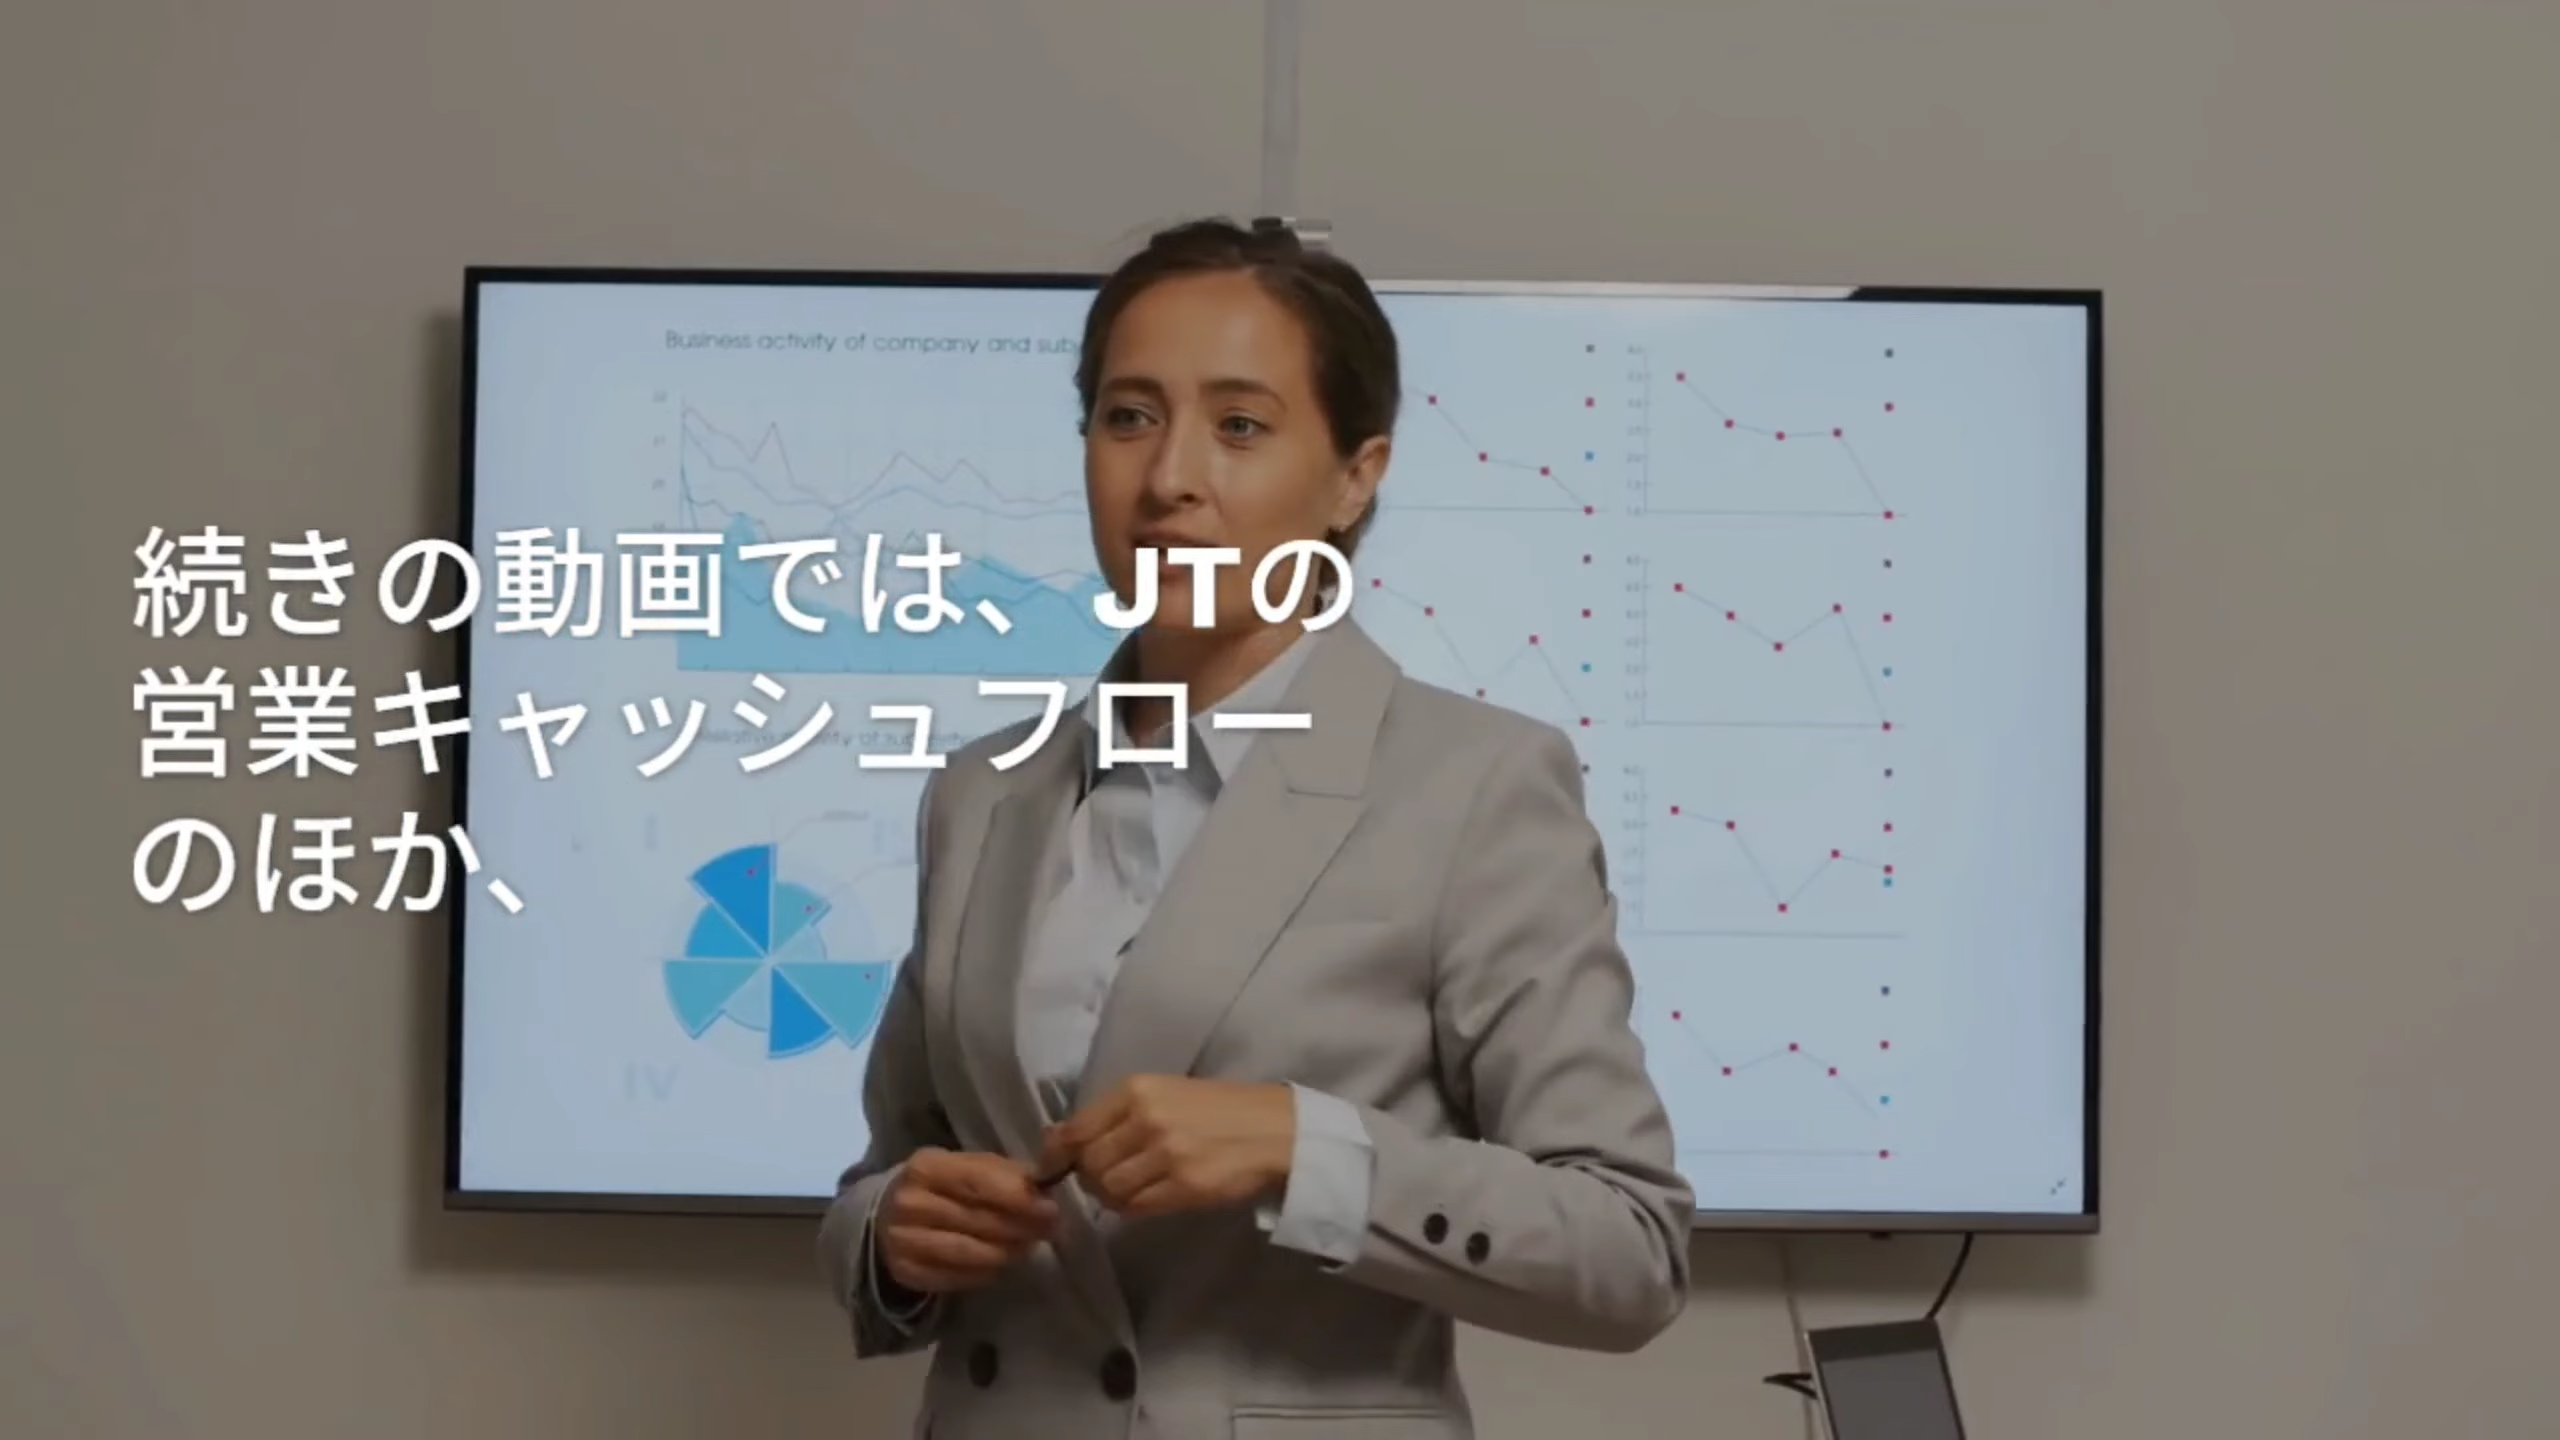 続きの動画では、JTの
営業キャッシュフロー
のほか、
Business activity of company and
IV